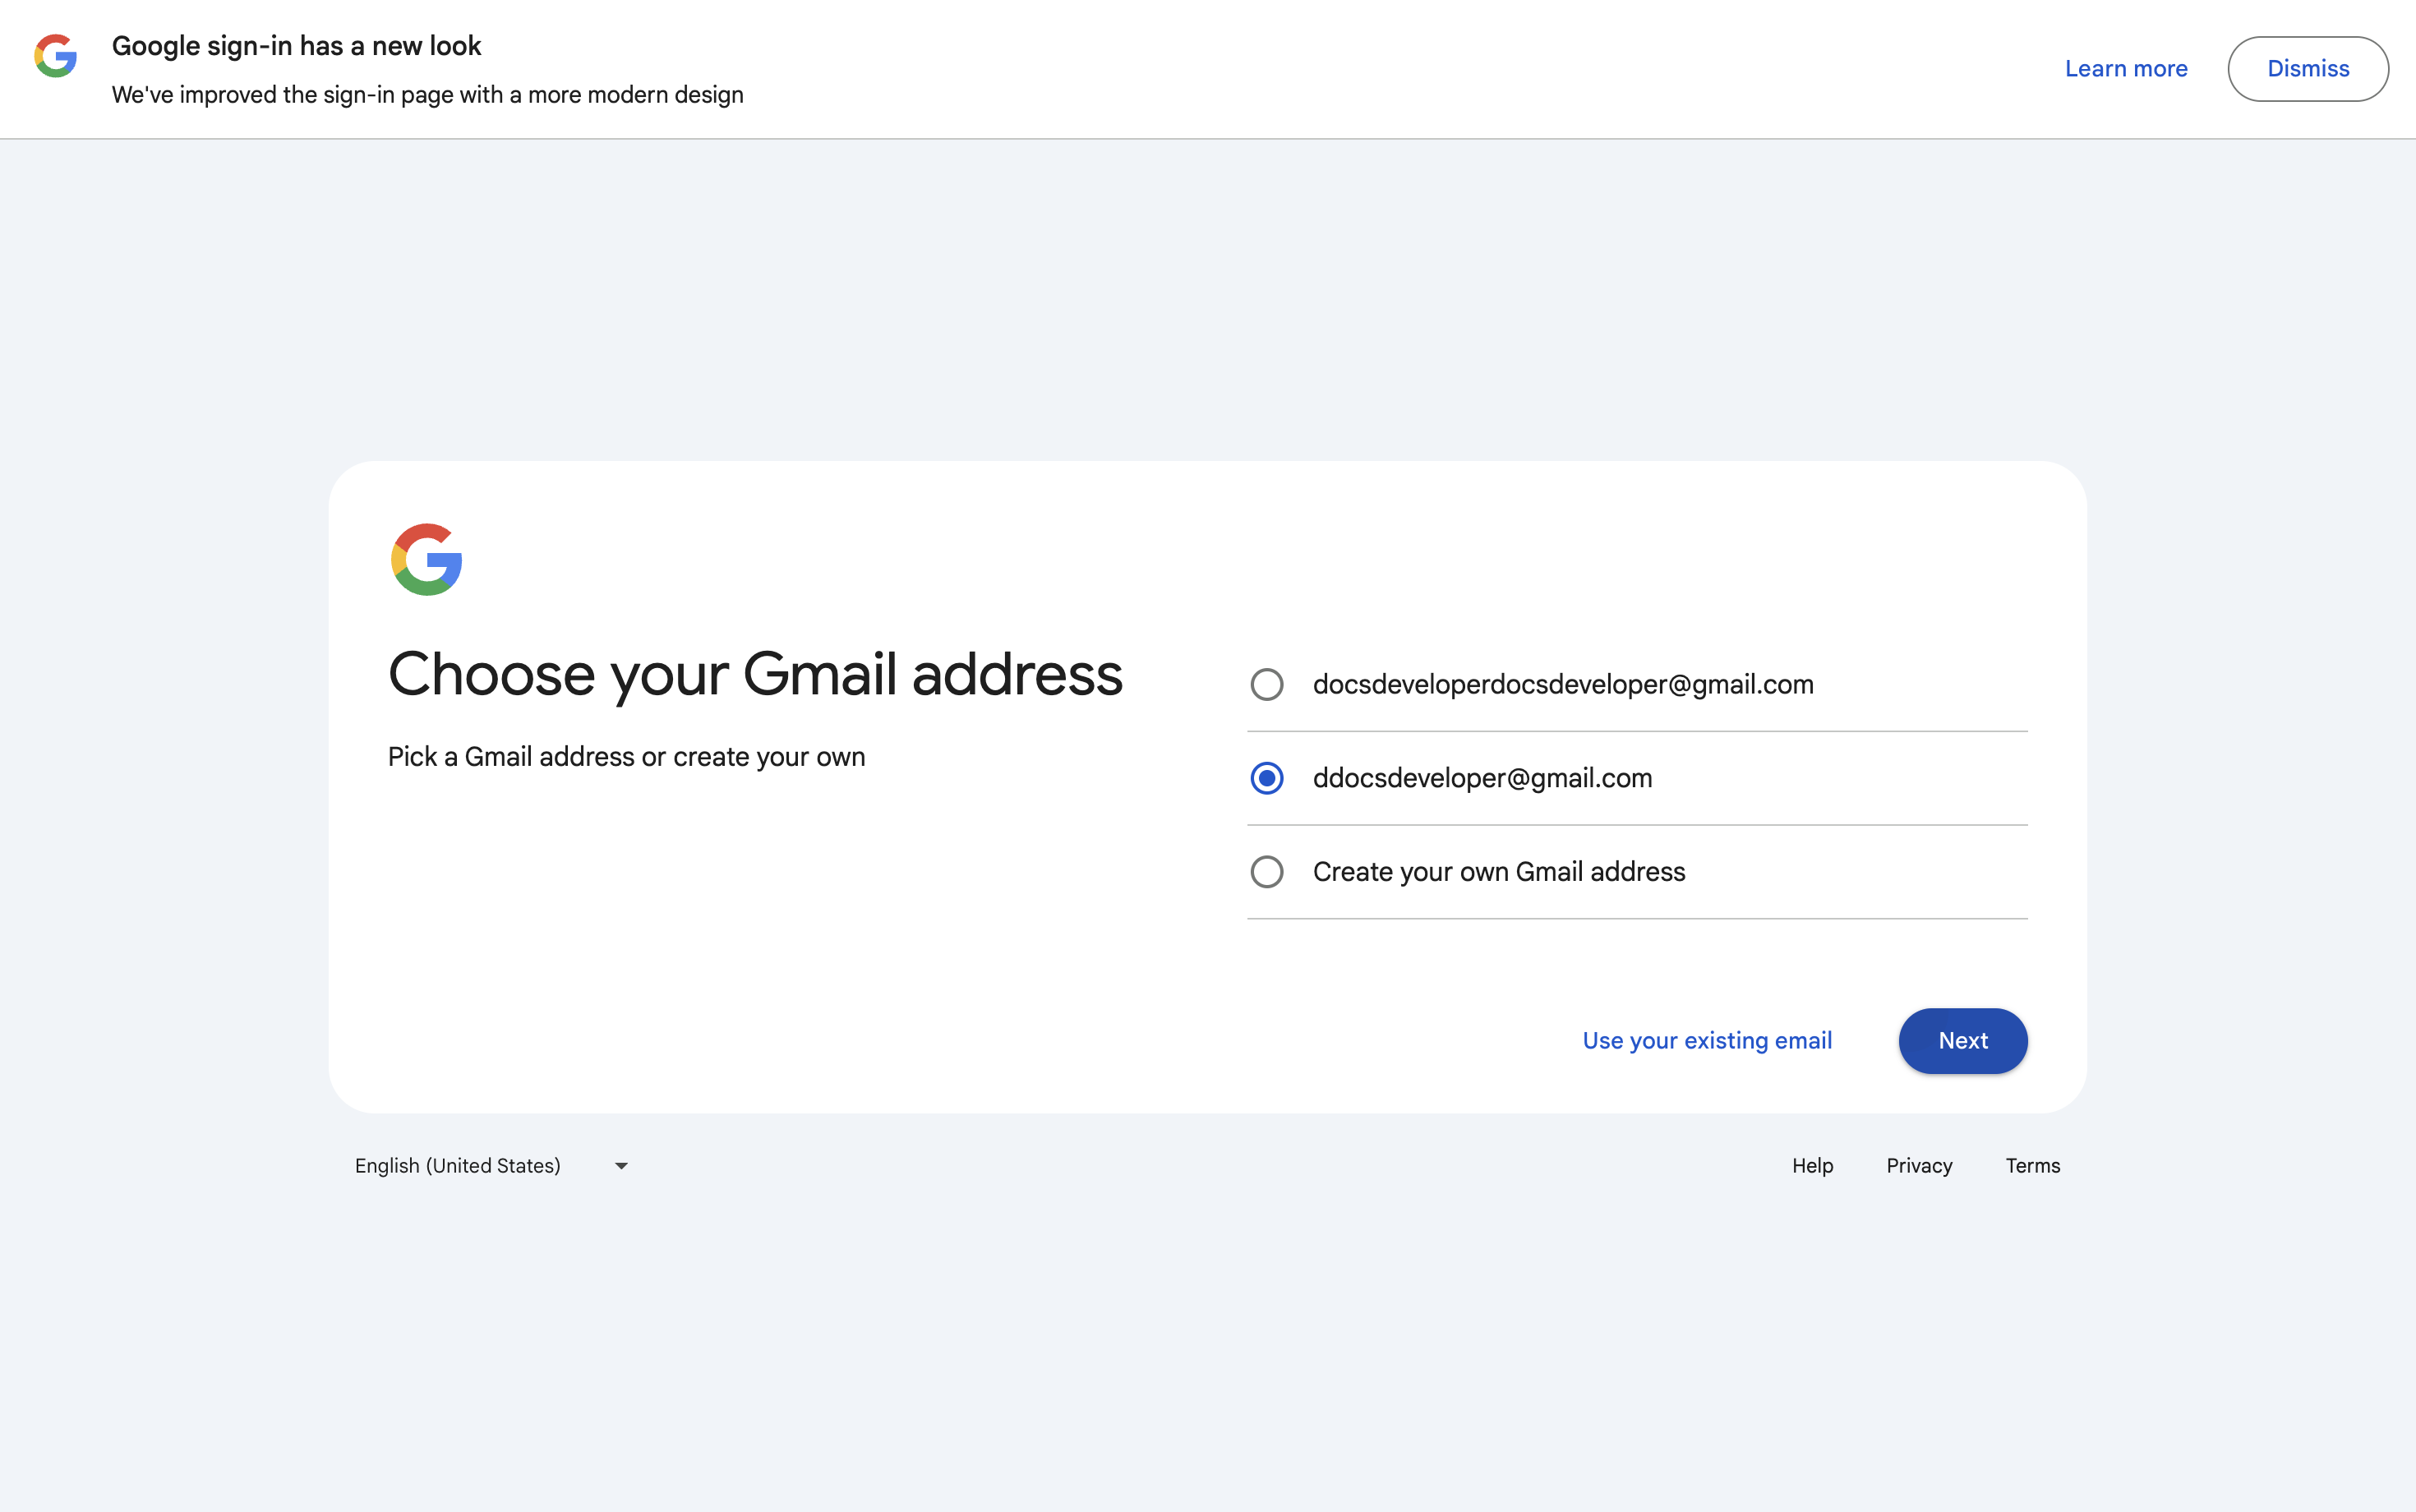 Google sign-in has a new look
We've improved the sign-in page with a more modern design
Learn more
Dismiss
Choose your Gmail address
Pick a Gmail address or create your own
docsdeveloperdocsdeveloper@gmail.com
ddocsdeveloper@gmail.com
Create your own Gmail address
Use your existing email
Next
English (United States)
Help
Privacy
Terms